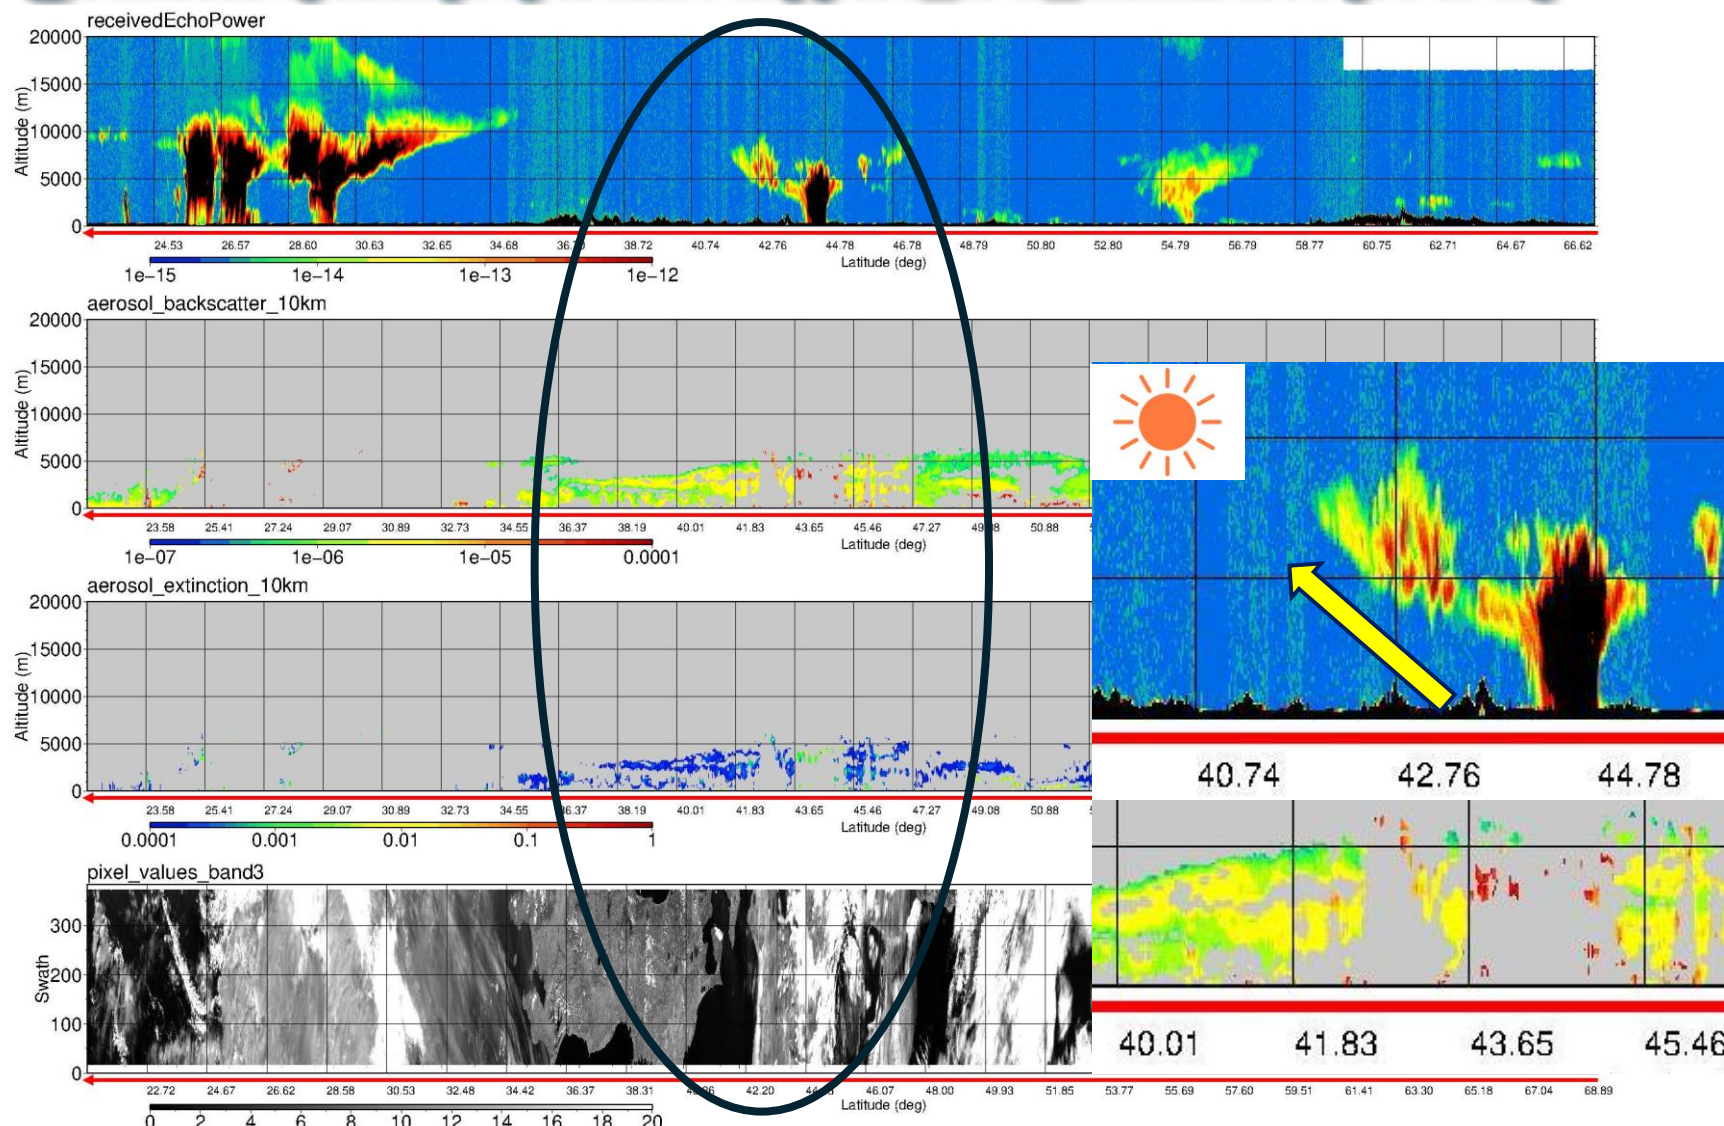 receivedEchoPower
20000
15000
10000
5000
0
Altitude (m)
24.53 26.57 28.60 30.63 32.65 34.68 38.72 40.74 42.76 44.78 46.78 48.79 50.80 52.80 54.79 56.79 58.77 60.75 62.71 64.67 66.62
Latitude (deg)
1e-15 1e-14 1e-13 1e-12
aerosol_backscatter_10km
20000
15000
10000
5000
0
Altitude (m)
23.58 25.41 27.24 29.07 30.89 32.73 34.55 36.37 38.19 40.01 41.83 43.65 45.46 47.27 50.88
Latitude (deg)
1e-07 1e-06 1e-05 0.0001
aerosol_extinction_10km
20000
15000
10000
5000
0
Altitude (m)
23.58 25.41 27.24 29.07 30.89 32.73 34.55 36.37 38.19 40.01 41.83 43.65 45.46 47.27 49.08 50.88
Latitude (deg)
0.0001 0.001 0.01 0.1 1
40.74 42.76 44.78
40.01 41.83 43.65 45.46
pixel_values_band3
300
200
100
0
Swath
22.72 24.67 26.62 28.58 30.53 32.48 34.42 36.37 38.31 42.20 46.07 48.00 49.93 51.85 53.77 55.69 57.60 59.51 61.41 63.30 65.18 67.04 68.89
Latitude (deg)
0 2 4 6 8 10 12 14 16 18 20